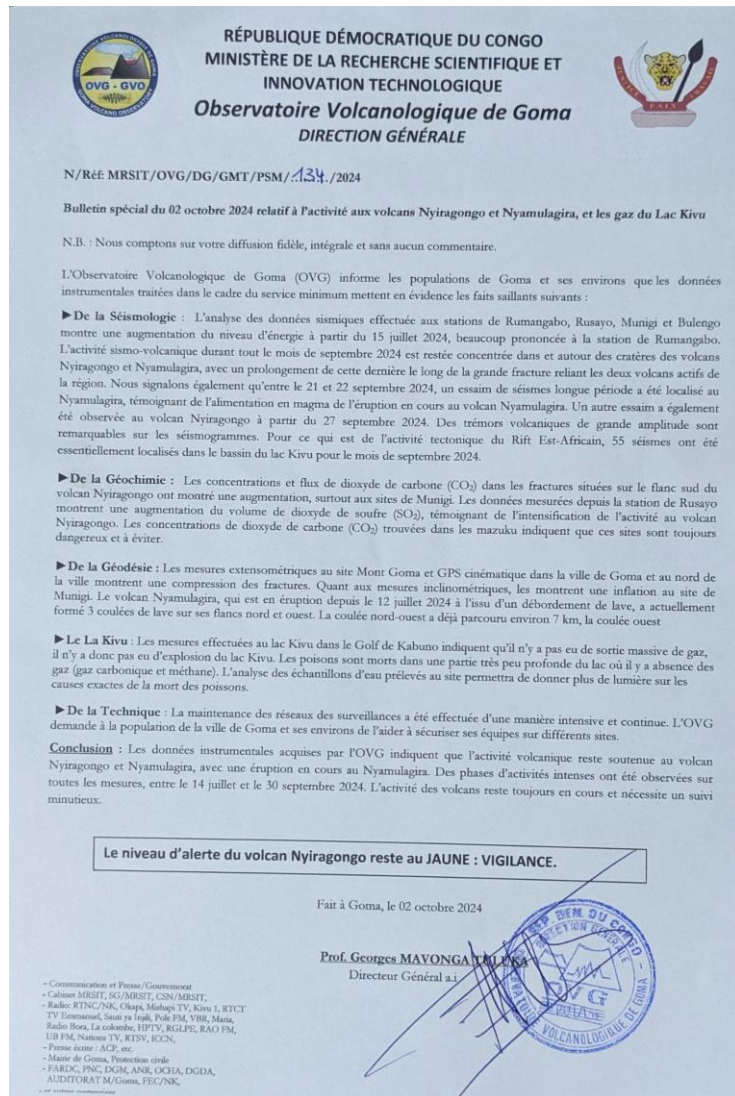 RÉPUBLIQUE DÉMOCRATIQUE DU CONGO
MINISTÈRE DE LA RECHERCHE SCIENTIFIQUE ET
INNOVATION TECHNOLOGIQUE
Observatoire Volcanologique de Goma
DIRECTION GÉNÉRALE
OBSERVATOIRE VOLCANOLOGIQUE DE GOMA
OVG - GVO
GOMA VOLCANO OBSERVATORY
JUSTICE PAIX TRAVAIL
N/Réf: MRSIT/OVG/DG/GMT/PSM/.134./2024
Bulletin spécial du 02 octobre 2024 relatif à l'activité aux volcans Nyiragongo et Nyamulagira, et les gaz du Lac Kivu
N.B. : Nous comptons sur votre diffusion fidèle, intégrale et sans aucun commentaire.
L'Observatoire Volcanologique de Goma (OVG) informe les populations de Goma et ses environs que les données
instrumentales traitées dans le cadre du service minimum mettent en évidence les faits saillants suivants :
►De la Séismologie : L'analyse des données sismiques effectuée aux stations de Rumangabo, Rusayo, Munigi et Bulengo
montre une augmentation du niveau d'énergie à partir du 15 juillet 2024, beaucoup prononcée à la station de Rumangabo.
L'activité sismo-volcanique durant tout le mois de septembre 2024 est restée concentrée dans et autour des cratères des volcans
Nyiragongo et Nyamulagira, avec un prolongement de cette dernière le long de la grande fracture reliant les deux volcans actifs de
la région. Nous signalons également qu'entre le 21 et 22 septembre 2024, un essaim de séismes longue période a été localisé au
Nyamulagira, témoignant de l'alimentation en magma de l'éruption en cours au volcan Nyamulagira. Un autre essaim a également
été observée au volcan Nyiragongo à partir du 27 septembre 2024. Des trémors volcaniques de grande amplitude sont
remarquables sur les séismogrammes. Pour ce qui est de l'activité tectonique du Rift Est-Africain, 55 séismes ont été
essentiellement localisés dans le bassin du lac Kivu pour le mois de septembre 2024.
►De la Géochimie : Les concentrations et flux de dioxyde de carbone (CO₂) dans les fractures situées sur le flanc sud du
volcan Nyiragongo ont montré une augmentation, surtout aux sites de Munigi. Les données mesurées depuis la station de Rusayo
montrent une augmentation du volume de dioxyde de soufre (SO₂), témoignant de l'intensification de l'activité au volcan
Nyiragongo. Les concentrations de dioxyde de carbone (CO₂) trouvées dans les mazuku indiquent que ces sites sont toujours
dangereux et à éviter.
►De la Géodésie : Les mesures extensométriques au site Mont Goma et GPS cinématique dans la ville de Goma et au nord de
la ville montrent une compression des fractures. Quant aux mesures inclinométriques, les montrent une inflation au site de
Munigi. Le volcan Nyamulagira, qui est en éruption depuis le 12 juillet 2024 à l'issu d'un débordement de lave, a actuellement
formé 3 coulées de lave sur ses flancs nord et ouest. La coulée nord-ouest a déjà parcouru environ 7 km, la coulée ouest
►Le La Kivu : Les mesures effectuées au lac Kivu dans le Golf de Kabuno indiquent qu'il n'y a pas eu de sortie massive de gaz,
il n'y a donc pas eu d'explosion du lac Kivu. Les poisons sont morts dans une partie très peu profonde du lac où il y a absence des
gaz (gaz carbonique et méthane). L'analyse des échantillons d'eau prélevés au site permettra de donner plus de lumière sur les
causes exactes de la mort des poissons.
►De la Technique : La maintenance des réseaux des surveillances a été effectuée d'une manière intensive et continue. L'OVG
demande à la population de la ville de Goma et ses environs de l'aider à sécuriser ses équipes sur différents sites.
Conclusion : Les données instrumentales acquises par l'OVG indiquent que l'activité volcanique reste soutenue au volcan
Nyiragongo et Nyamulagira, avec une éruption en cours au Nyamulagira. Des phases d'activités intenses ont été observées sur
toutes les mesures, entre le 14 juillet et le 30 septembre 2024. L'activité des volcans reste toujours en cours et nécessite un suivi
minutieux.
Le niveau d'alerte du volcan Nyiragongo reste au JAUNE : VIGILANCE.
Fait à Goma, le 02 octobre 2024
Prof. Georges MAVONGA TULUKA
Directeur Général a.i
REP. DEM. DU CONGO
DIRECTION GÉNÉRALE
OVG
OBSERVATOIRE VOLCANOLOGIQUE DE GOMA
- Communication et Presse/Gouvernorat
- Cabinet MRSIT, SG/MRSIT, CSN/MRSIT,
- Radio: RTNC/NK, Okapi, Mishapi TV, Kivu 1, RTCT
TV Emmanuel, Sauti ya Injili, Pole FM, VBR, Maria,
Radio Bora, La colombe, HPTV, RGLPE, RAO FM,
UB FM, Nations TV, RTSV, ICCN,
- Presse écrite : ACP, etc.
- Mairie de Goma, Protection civile
- FARDC, PNC, DGM, ANR, OCHA, DGDA,
AUDITORAT M/Goma, FEC/NK,